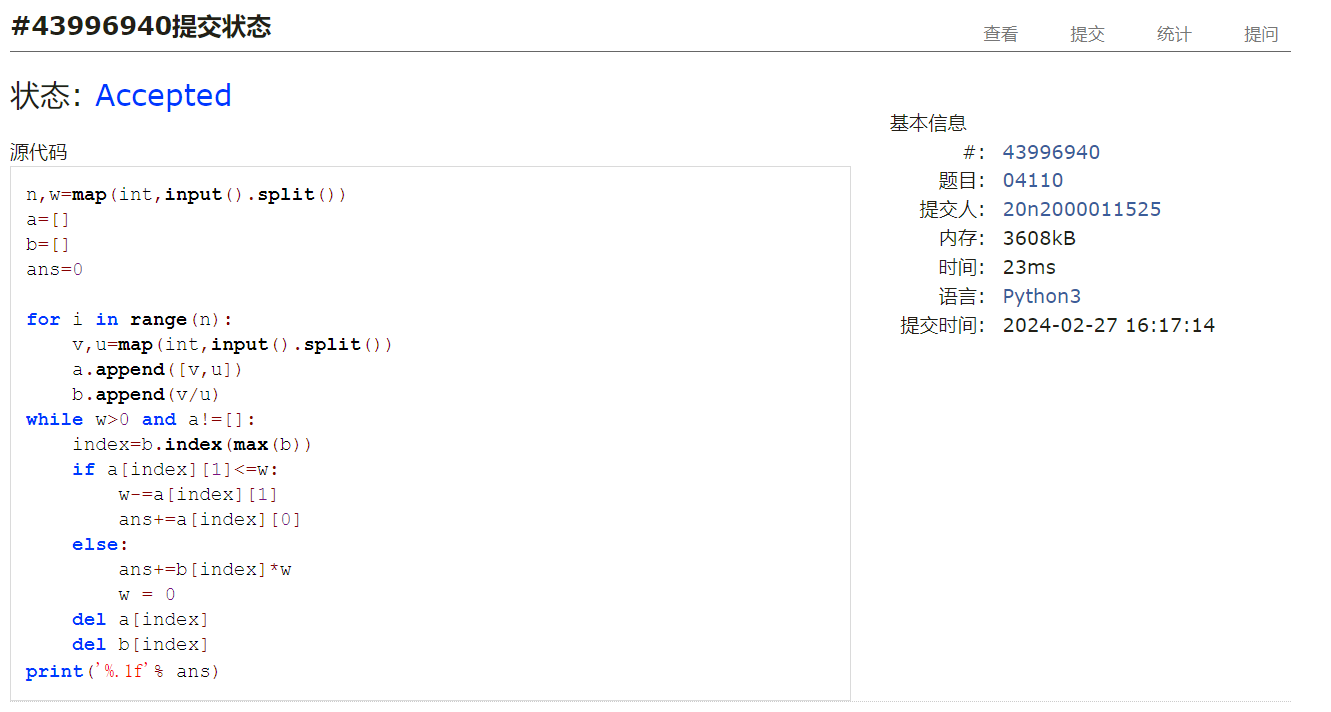 #43996940提交状态
查看 提交 统计 提问
状态: Accepted
源代码
n,w=map(int,input().split())
a=[]
b=[]
ans=0

for i in range(n):
    v,u=map(int,input().split())
    a.append([v,u])
    b.append(v/u)
while w>0 and a!=[]:
    index=b.index(max(b))
    if a[index][1]<=w:
        w-=a[index][1]
        ans+=a[index][0]
    else:
        ans+=b[index]*w
        w = 0
    del a[index]
    del b[index]
print('%.1f'% ans)
基本信息
#: 43996940
题目: 04110
提交人: 20n2000011525
内存: 3608kB
时间: 23ms
语言: Python3
提交时间: 2024-02-27 16:17:14